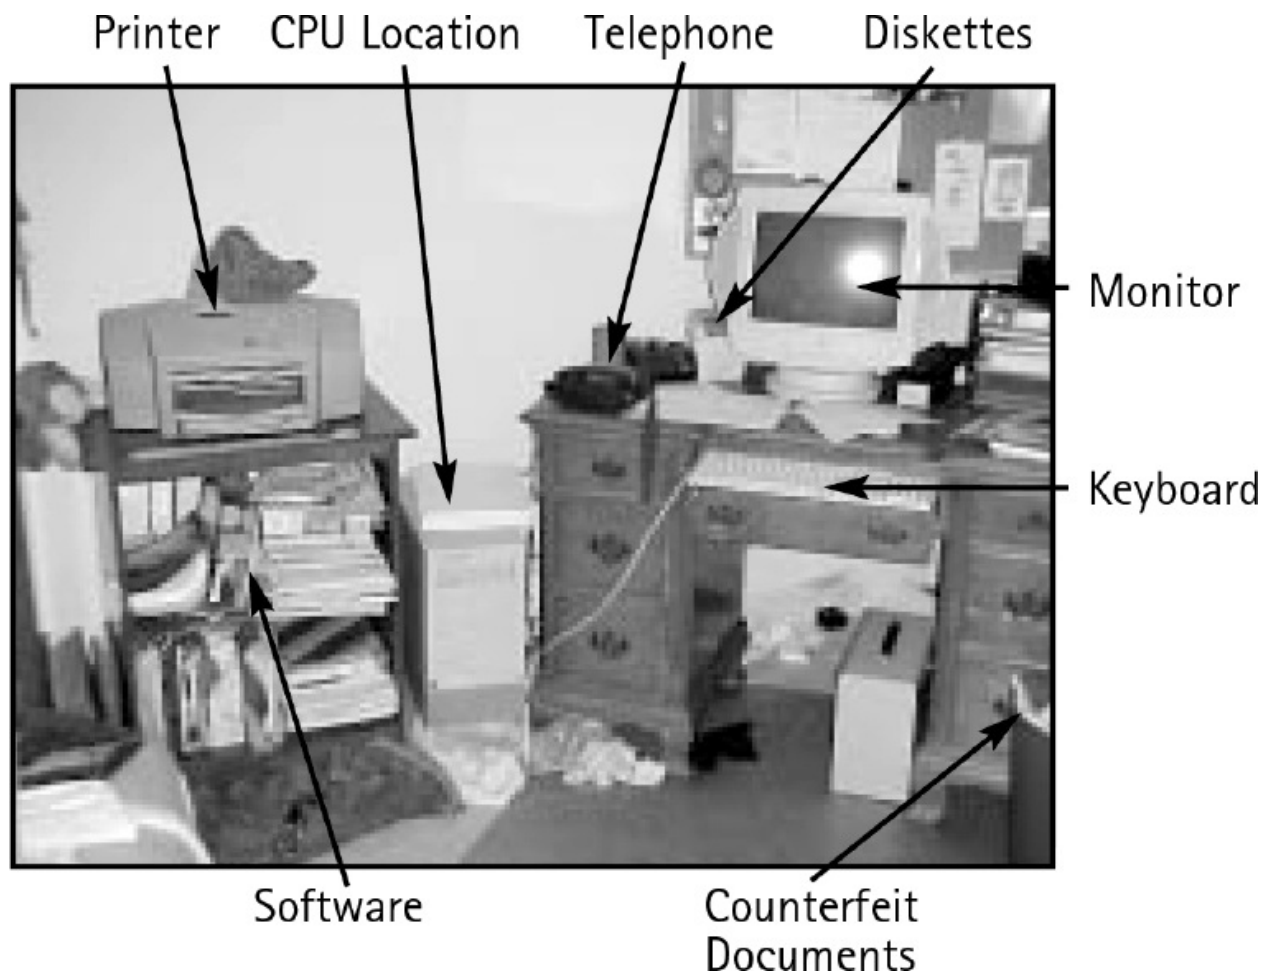 Printer
CPU Location
Telephone
Diskettes
Monitor
Keyboard
Software
Counterfeit
Documents